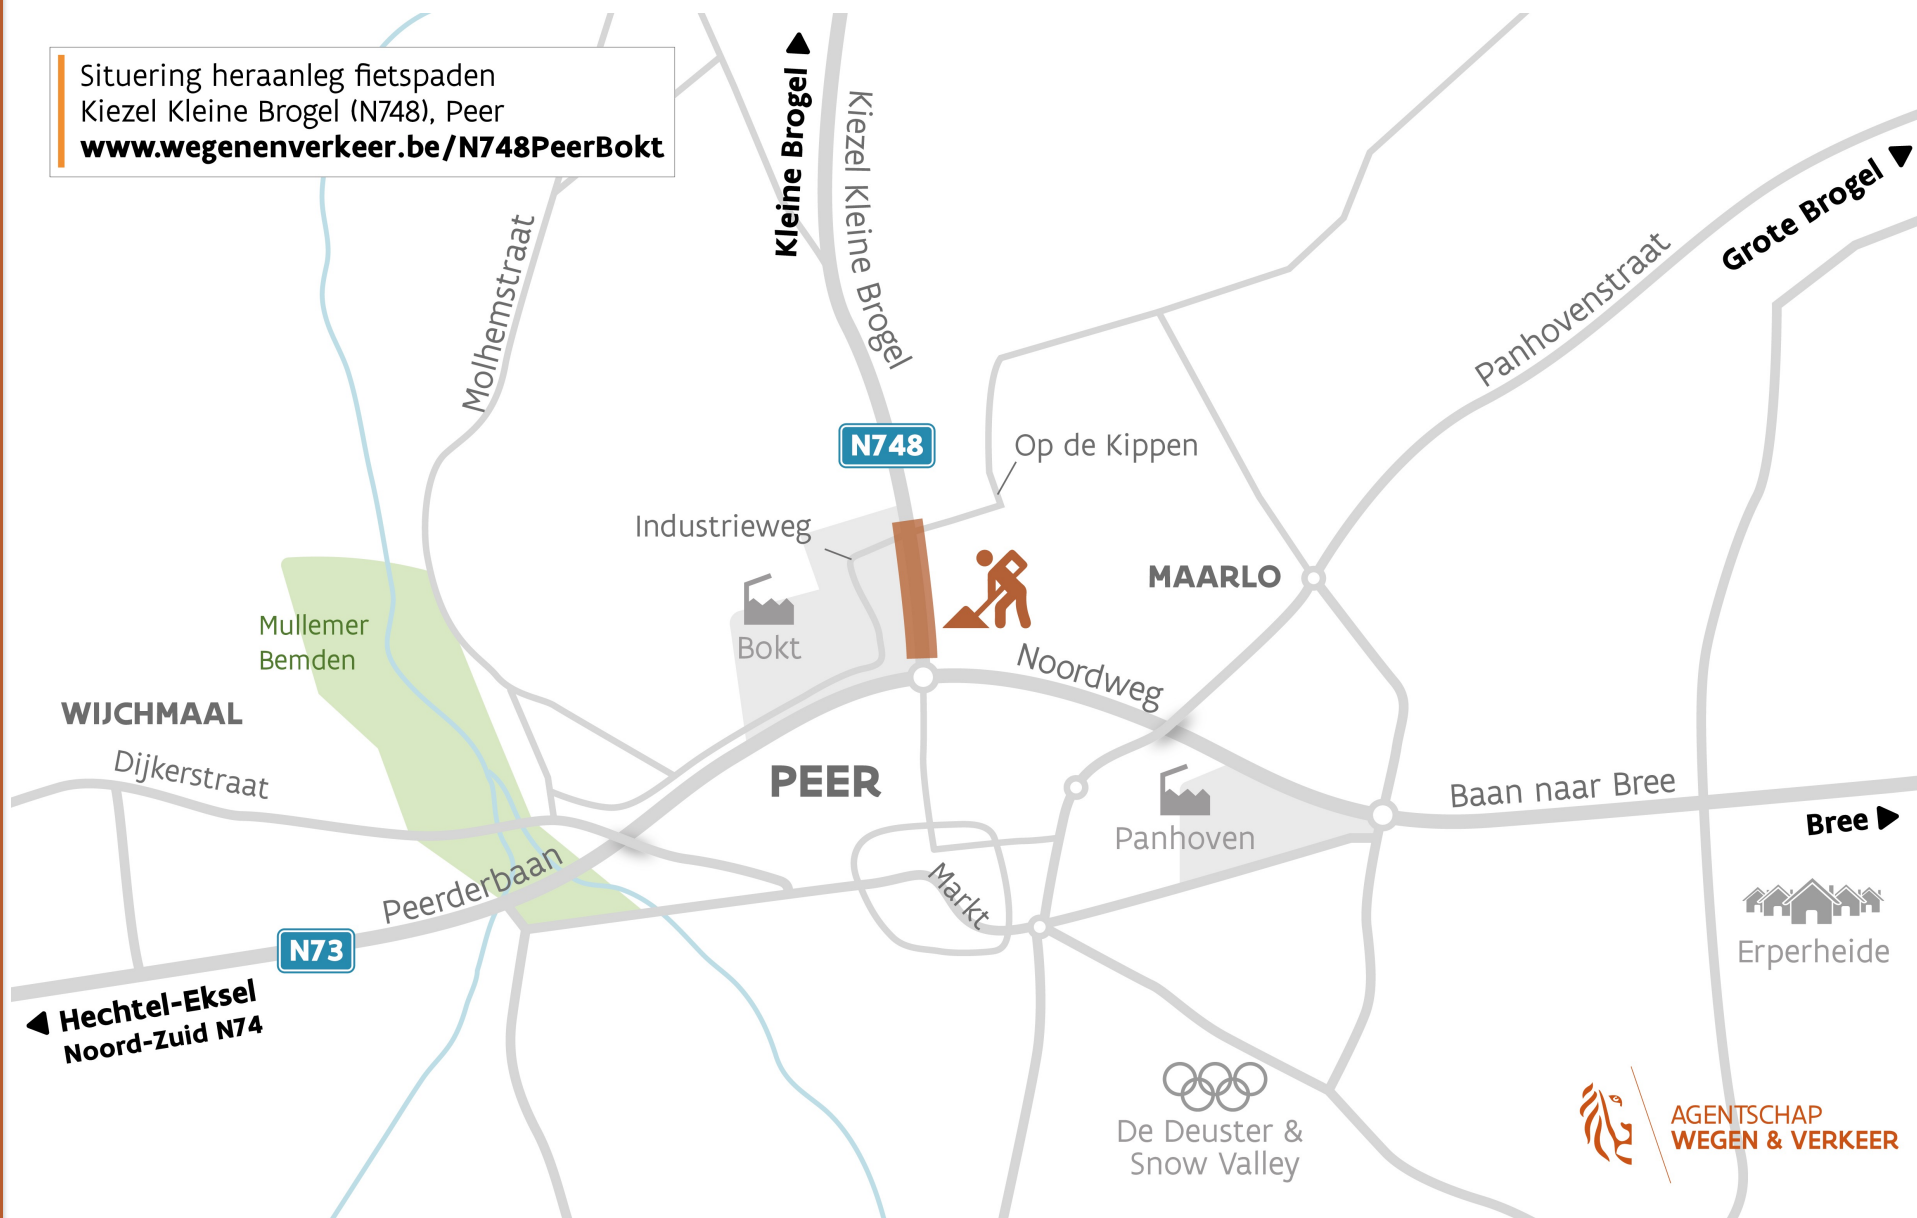 Situering heraanleg fietspaden
Kiezel Kleine Brogel (N748), Peer
www.wegenenverkeer.be/N748PeerBokt
Kleine Brogel
Kiezel Kleine Brogel
Grote Brogel
Molhemstraat
Panhovenstraat
N748
Op de Kippen
Industrieweg
MAARLO
Mullemer
Bemden
Bokt
Noordweg
WIJCHMAAL
Dijkerstraat
PEER
Baan naar Bree
Panhoven
Bree
Peerderbaan
Markt
N73
Erperheide
Hechtel-Eksel
Noord-Zuid N74
De Deuster &
Snow Valley
AGENTSCHAP
WEGEN & VERKEER